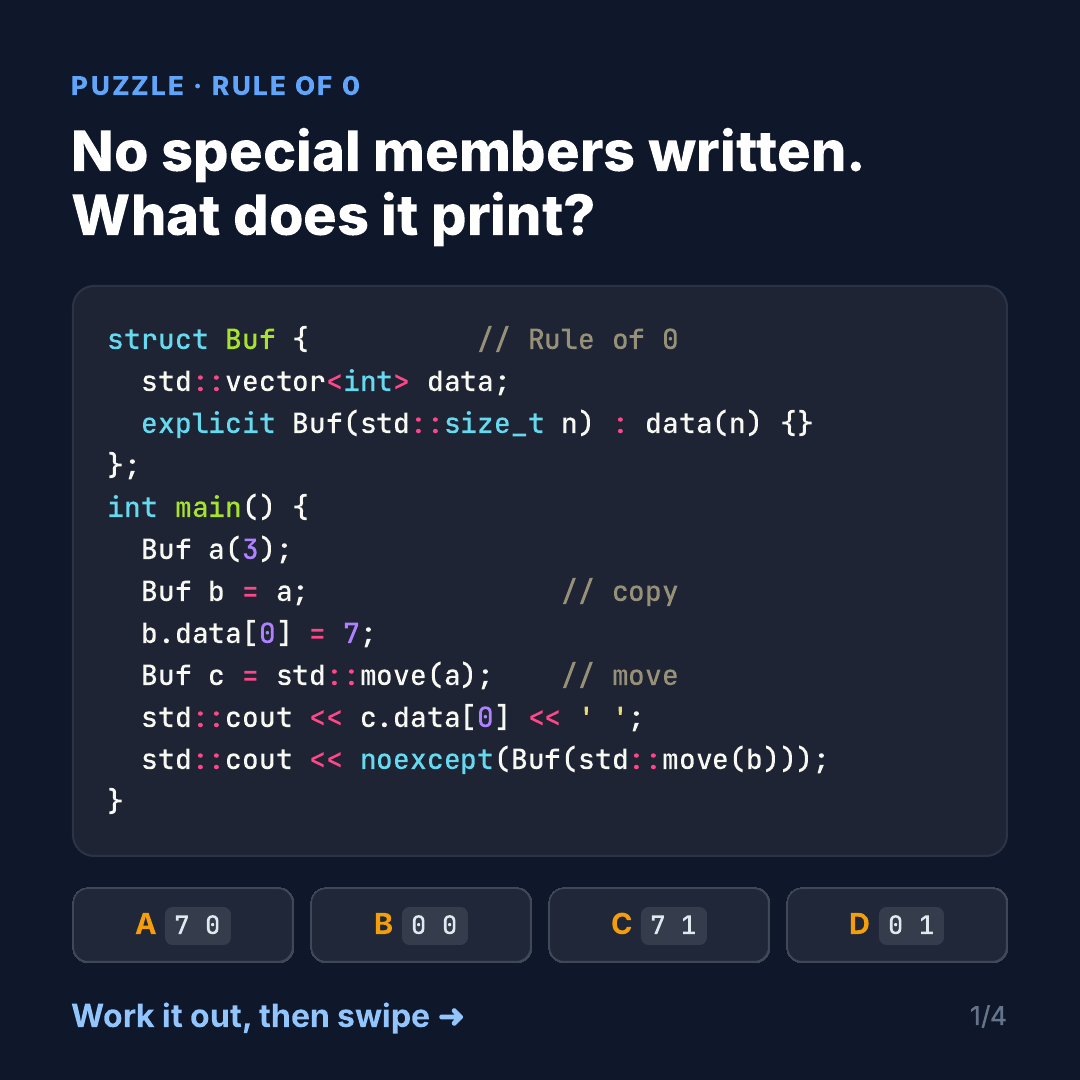 PUZZLE · RULE OF 0
No special members written.
What does it print?
struct Buf {          // Rule of 0
  std::vector<int> data;
  explicit Buf(std::size_t n) : data(n) {}
};
int main() {
  Buf a(3);
  Buf b = a;               // copy
  b.data[0] = 7;
  Buf c = std::move(a);    // move
  std::cout << c.data[0] << ' ';
  std::cout << noexcept(Buf(std::move(b)));
}
A 7 0 B 0 0 C 7 1 D 0 1
Work it out, then swipe ➜ 1/4